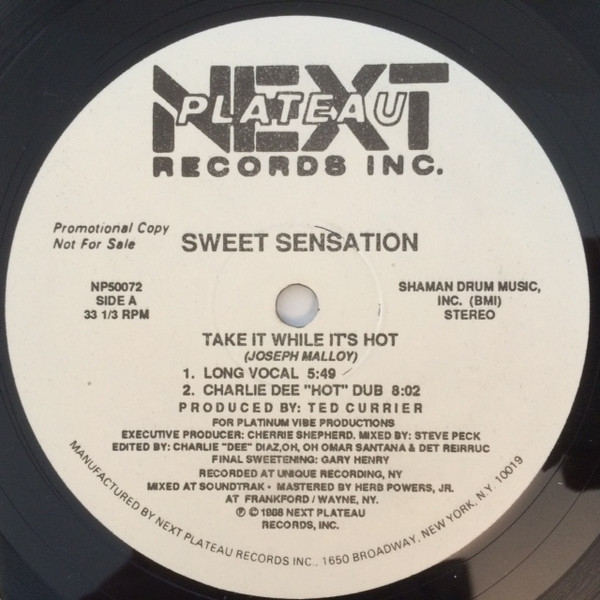 NEXT
PLATEAU
RECORDS INC.
Promotional Copy
Not For Sale
SWEET SENSATION
NP50072
SIDE A
33 1/3 RPM
SHAMAN DRUM MUSIC,
INC. (BMI)
STEREO
TAKE IT WHILE IT'S HOT
(JOSEPH MALLOY)
1. LONG VOCAL 5:49
2. CHARLIE DEE "HOT" DUB 8:02
PRODUCED BY: TED CURRIER
FOR PLATINUM VIBE PRODUCTIONS
EXECUTIVE PRODUCER: CHERRIE SHEPHERD. MIXED BY: STEVE PECK
EDITED BY: CHARLIE "DEE" DIAZ,OH, OH OMAR SANTANA & DET REIRRUC
FINAL SWEETENING: GARY HENRY
RECORDED AT UNIQUE RECORDING, NY
MIXED AT SOUNDTRAK • MASTERED BY HERB POWERS, JR.
AT FRANKFORD / WAYNE, NY.
℗ © 1988 NEXT PLATEAU
RECORDS, INC.
MANUFACTURED BY NEXT PLATEAU RECORDS INC., 1650 BROADWAY, NEW YORK, N.Y. 10019